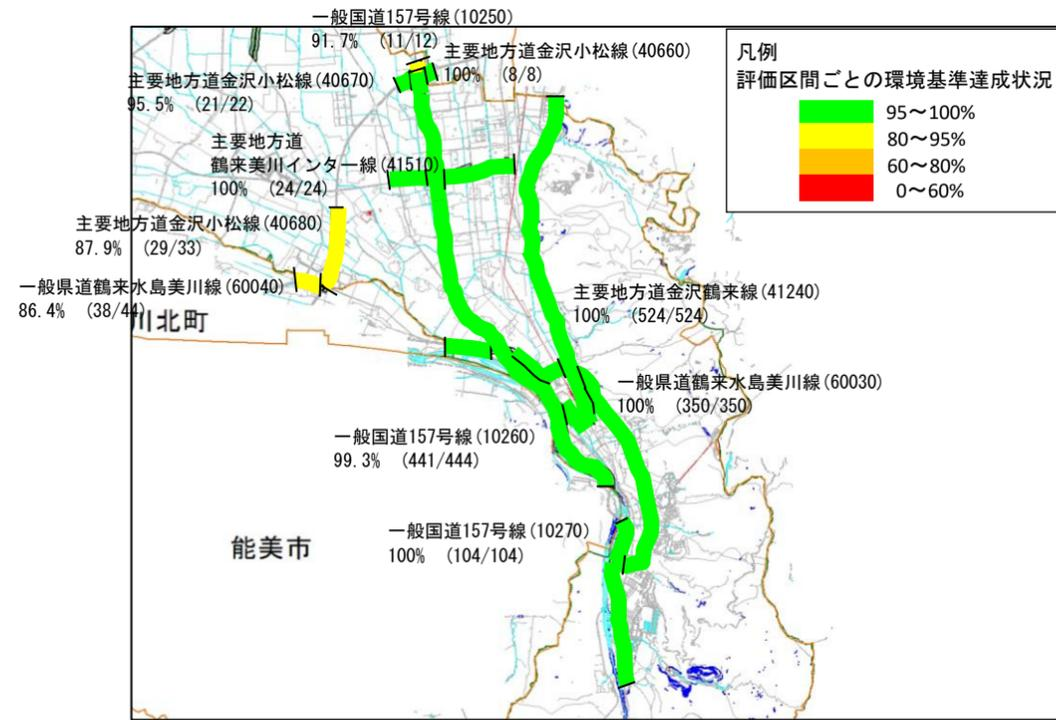 一般国道157号線(10250)
91.7% (11/12)
主要地方道金沢小松線(40660)
100% (8/8)
主要地方道金沢小松線(40670)
95.5% (21/22)
主要地方道
鶴来美川インター線(41510)
100% (24/24)
主要地方道金沢小松線(40680)
87.9% (29/33)
一般県道鶴来水島美川線(60040)
86.4% (38/44)
川北町
主要地方道金沢鶴来線(41240)
100% (524/524)
一般県道鶴来水島美川線(60030)
100% (350/350)
一般国道157号線(10260)
99.3% (441/444)
一般国道157号線(10270)
100% (104/104)
能美市
凡例
評価区間ごとの環境基準達成状況
95～100%
80～95%
60～80%
0～60%